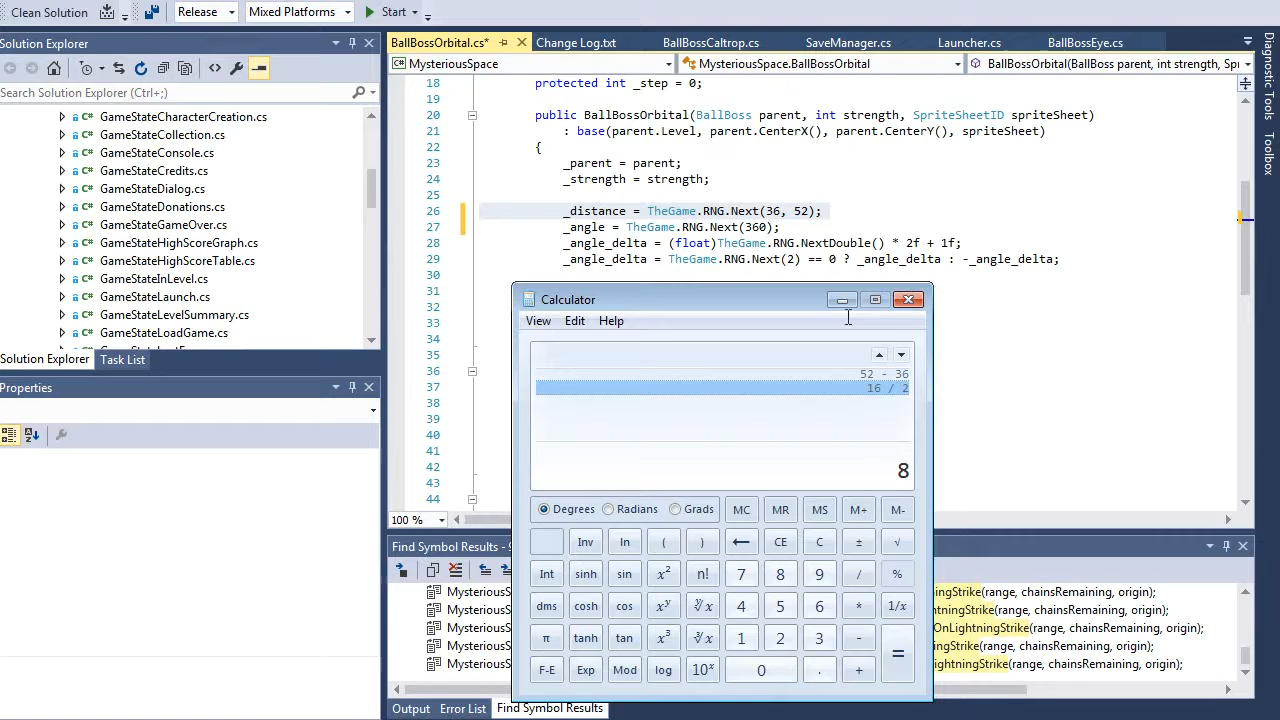 Clean Solution
Release
Mixed Platforms
Start
Solution Explorer
Search Solution Explorer (Ctrl+;)
GameStateCharacterCreation.cs
GameStateCollection.cs
GameStateConsole.cs
GameStateCredits.cs
GameStateDialog.cs
GameStateDonations.cs
GameStateGameOver.cs
GameStateHighScoreGraph.cs
GameStateHighScoreTable.cs
GameStateInLevel.cs
GameStateLaunch.cs
GameStateLevelSummary.cs
GameStateLoadGame.cs
Solution Explorer Task List
Properties
BallBossOrbital.cs* Change Log.txt BallBossCaltrop.cs SaveManager.cs Launcher.cs BallBossEye.cs
MysteriousSpace MysteriousSpace.BallBossOrbital BallBossOrbital(BallBoss parent, int strength, Spr
18 protected int _step = 0;
19
20 public BallBossOrbital(BallBoss parent, int strength, SpriteSheetID spriteSheet)
21 : base(parent.Level, parent.CenterX(), parent.CenterY(), spriteSheet)
22 {
23 _parent = parent;
24 _strength = strength;
25
26 _distance = TheGame.RNG.Next(36, 52);
27 _angle = TheGame.RNG.Next(360);
28 _angle_delta = (float)TheGame.RNG.NextDouble() * 2f + 1f;
29 _angle_delta = TheGame.RNG.Next(2) == 0 ? _angle_delta : -_angle_delta;
30
31
32
33
34
35
36
37
38
39
40
41
42
43
44
100 %
Diagnostic Tools
Toolbox
Calculator
View Edit Help
52 - 36
16 / 2
8
Degrees Radians Grads MC MR MS M+ M-
Inv ln ( ) ← CE C ± √
Int sinh sin x² n! 7 8 9 / %
dms cosh cos xʸ ʸ√x 4 5 6 * 1/x
π tanh tan x³ ³√x 1 2 3 - =
F-E Exp Mod log 10ˣ 0 . +
Find Symbol Results - 9
MysteriousS
MysteriousS
MysteriousS
MysteriousS
MysteriousS
ningStrike(range, chainsRemaining, origin);
ntningStrike(range, chainsRemaining, origin);
OnLightningStrike(range, chainsRemaining, origin);
ningStrike(range, chainsRemaining, origin);
ightningStrike(range, chainsRemaining, origin);
Output Error List Find Symbol Results